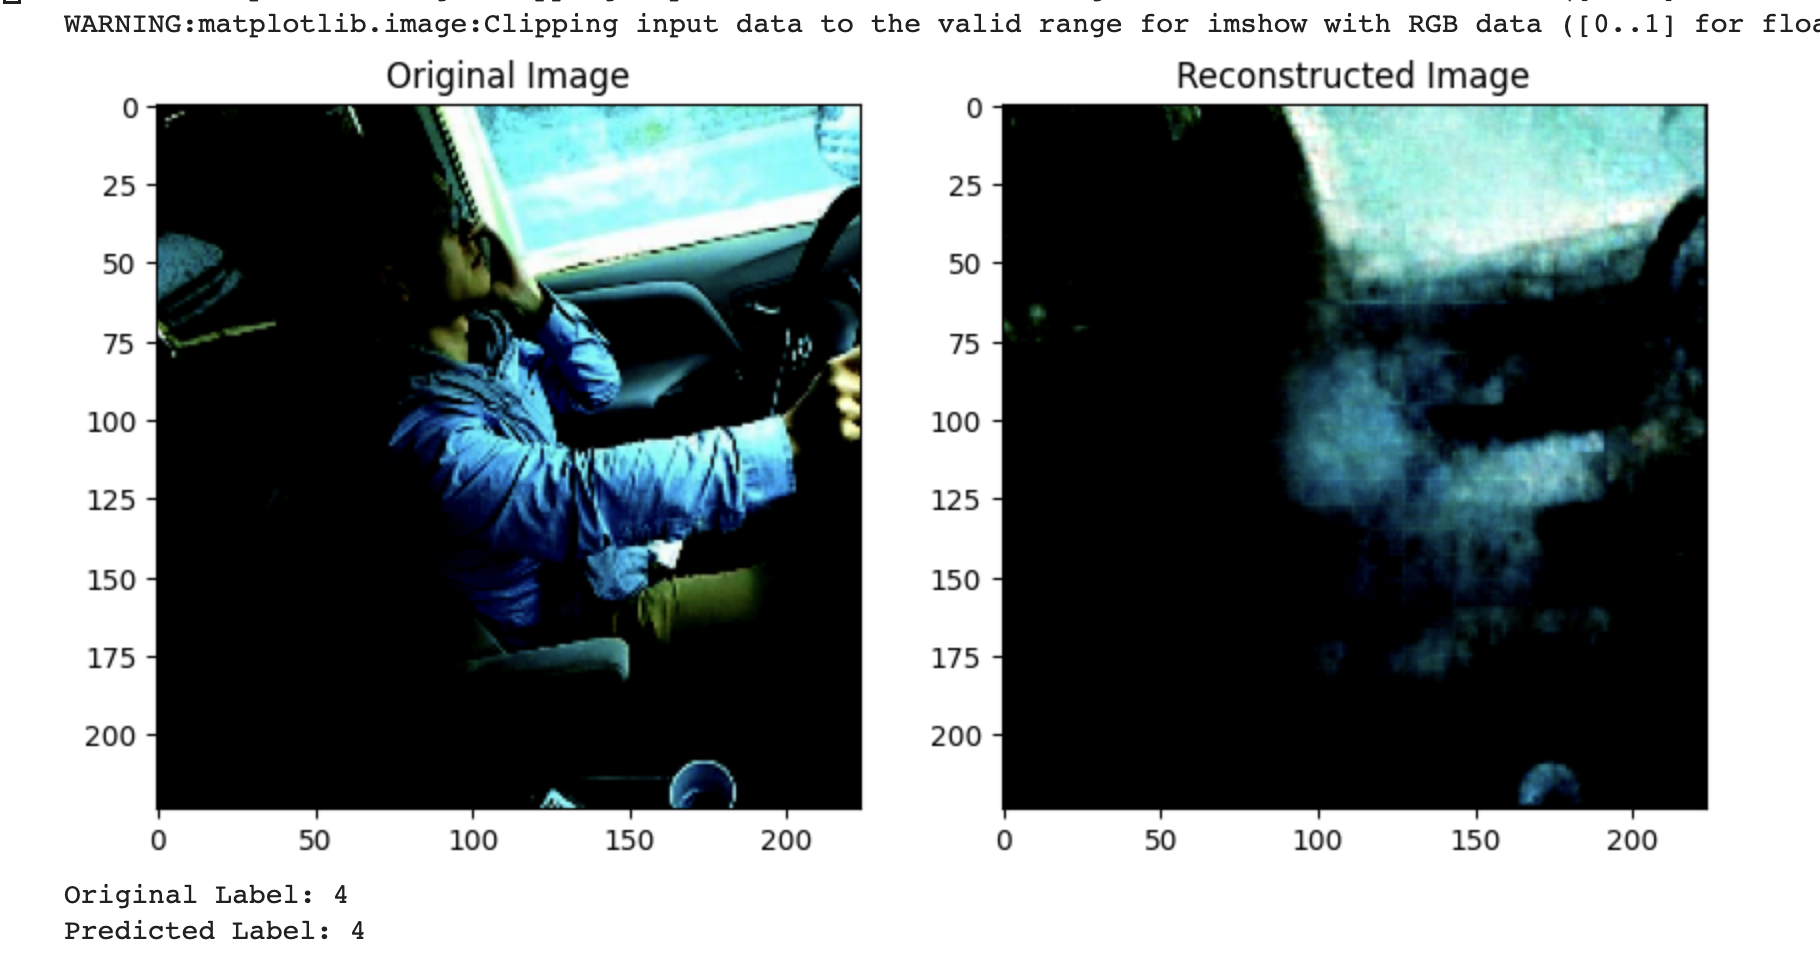 WARNING:matplotlib.image:Clipping input data to the valid range for imshow with RGB data ([0..1] for
Original Image Reconstructed Image
0 0
25 25
50 50
75 75
100 100
125 125
150 150
175 175
200 200
0 50 100 150 200 0 50 100 150 200
Original Label: 4
Predicted Label: 4